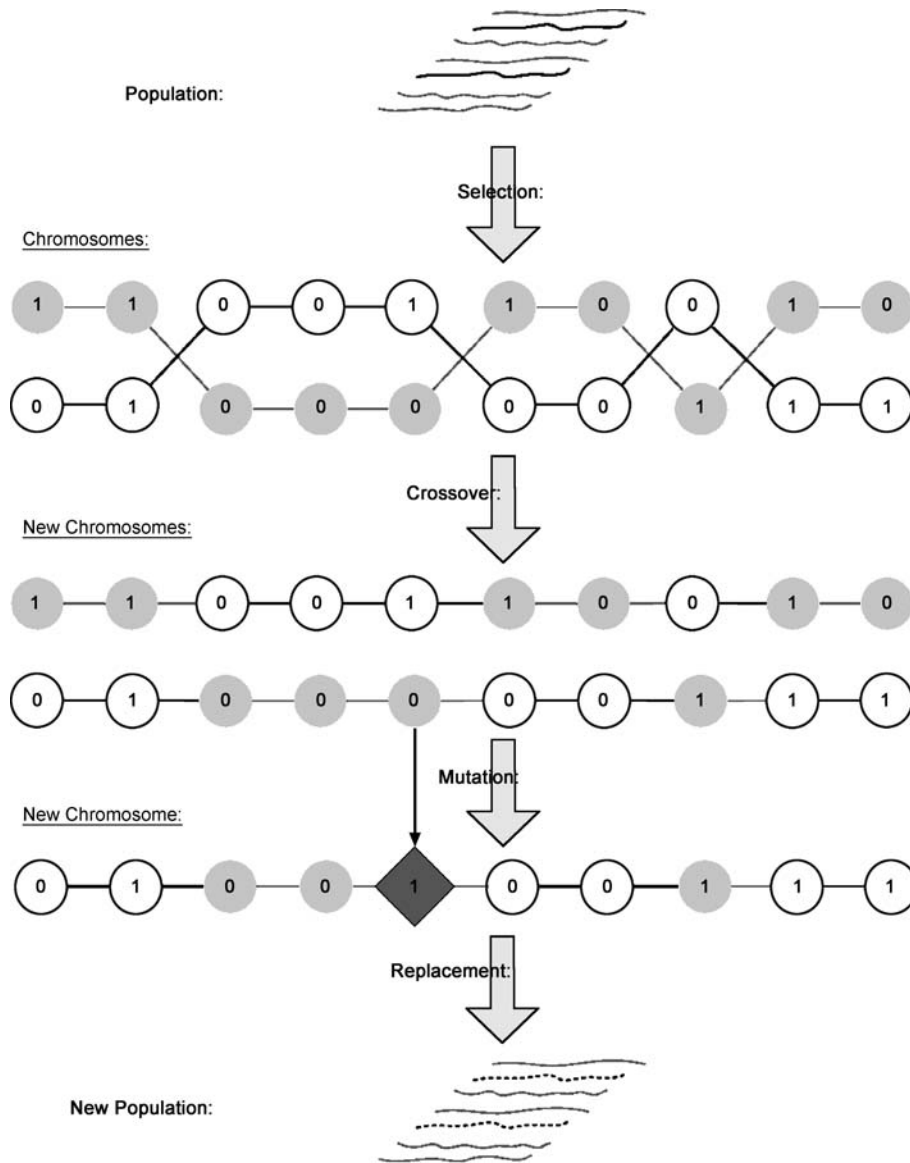 Population:
Selection:
Chromosomes:
1 1 0 0 1 1 0 0 1 0
0 1 0 0 0 0 0 1 1 1
Crossover:
New Chromosomes:
1 1 0 0 1 1 0 0 1 0
0 1 0 0 0 0 0 1 1 1
Mutation:
New Chromosome:
0 1 0 0 1 0 0 1 1 1
Replacement:
New Population: